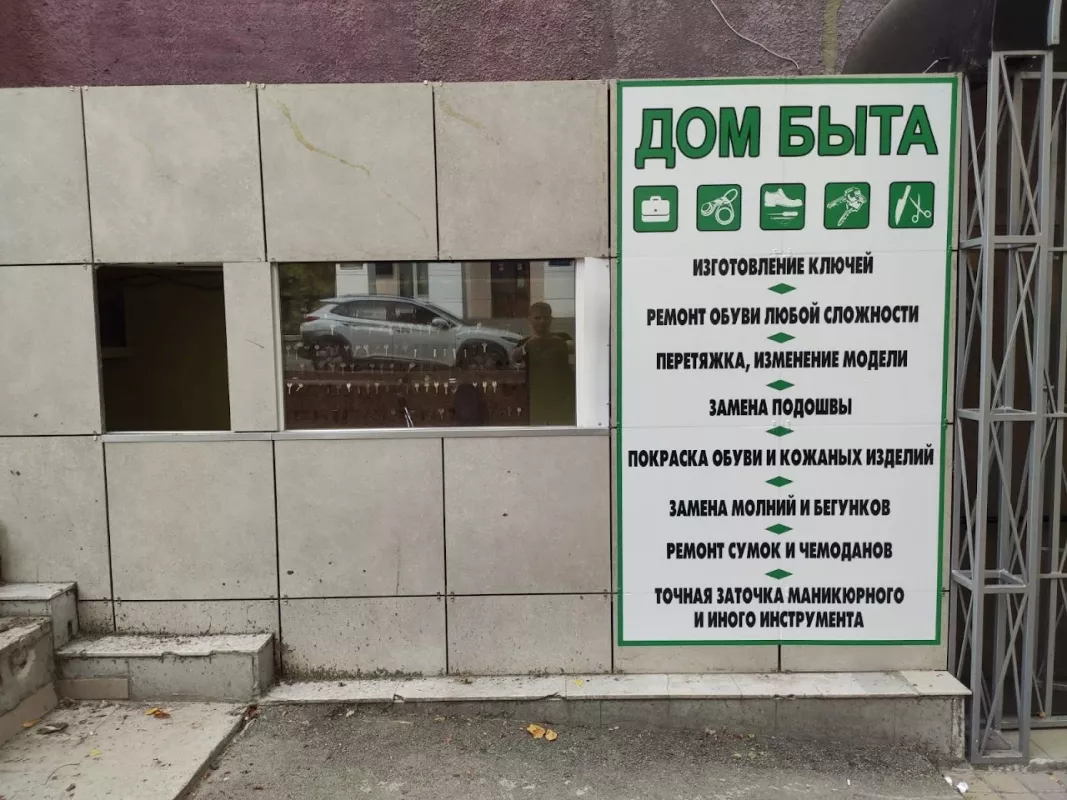 ДОМ БЫТА
ИЗГОТОВЛЕНИЕ КЛЮЧЕЙ
РЕМОНТ ОБУВИ ЛЮБОЙ СЛОЖНОСТИ
ПЕРЕТЯЖКА, ИЗМЕНЕНИЕ МОДЕЛИ
ЗАМЕНА ПОДОШВЫ
ПОКРАСКА ОБУВИ И КОЖАНЫХ ИЗДЕЛИЙ
ЗАМЕНА МОЛНИЙ И БЕГУНКОВ
РЕМОНТ СУМОК И ЧЕМОДАНОВ
ТОЧНАЯ ЗАТОЧКА МАНИКЮРНОГО
И ИНОГО ИНСТРУМЕНТА